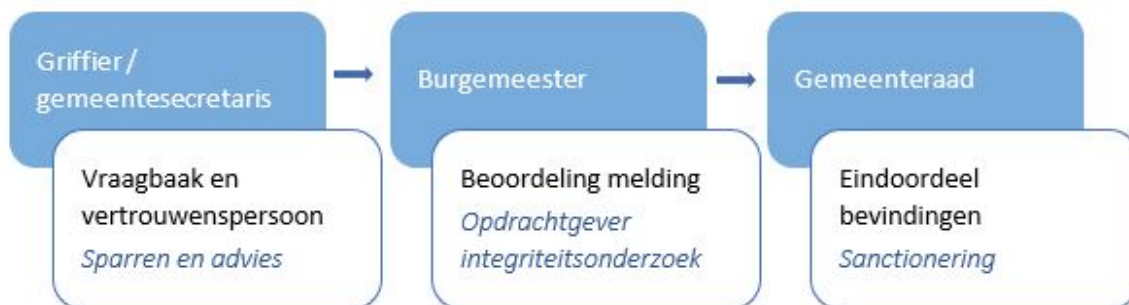 Griffier /
gemeentesecretaris
Vraagbaak en
vertrouwenspersoon
Sparren en advies
Burgemeester
Beoordeling melding
Opdrachtgever
integriteitsonderzoek
Gemeenteraad
Eindoordeel
bevindingen
Sanctionering